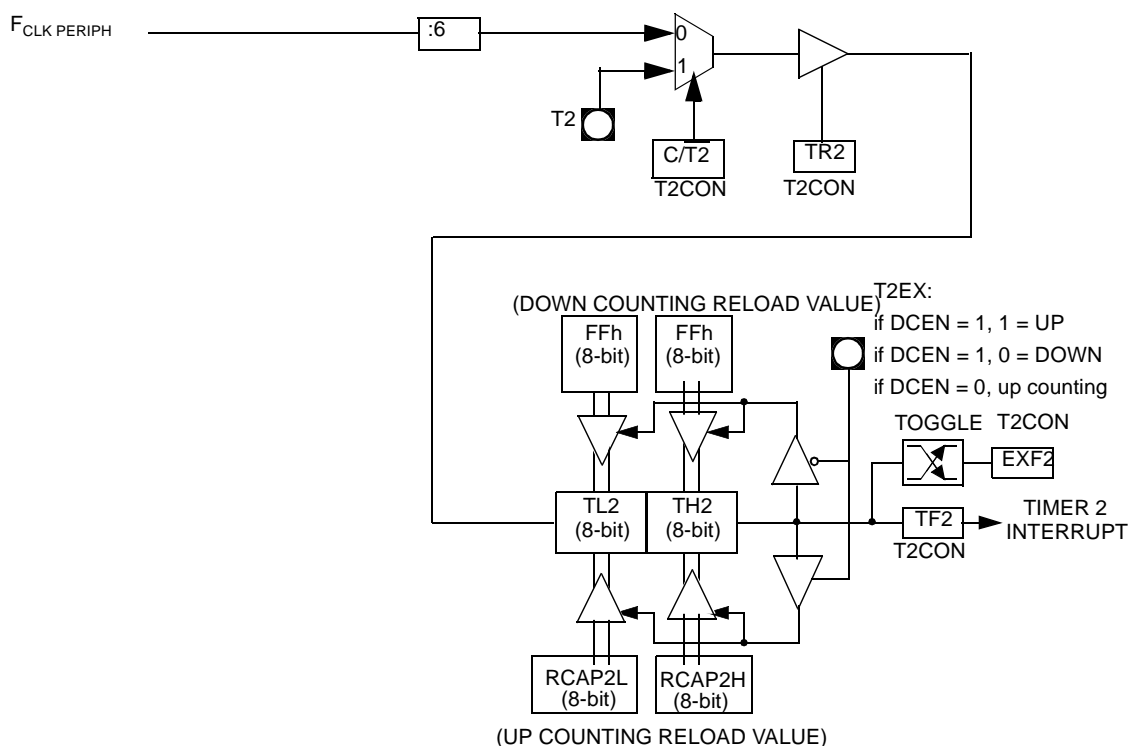 F CLK PERIPH
:6
0
1
T2
C/T2
T2CON
TR2
T2CON
T2EX:
(DOWN COUNTING RELOAD VALUE)
if DCEN = 1, 1 = UP
FFh
(8-bit)
FFh
(8-bit)
if DCEN = 1, 0 = DOWN
if DCEN = 0, up counting
TOGGLE
T2CON
EXF2
TL2
(8-bit)
TH2
(8-bit)
TF2
T2CON
TIMER 2
INTERRUPT
RCAP2L
(8-bit)
RCAP2H
(8-bit)
(UP COUNTING RELOAD VALUE)